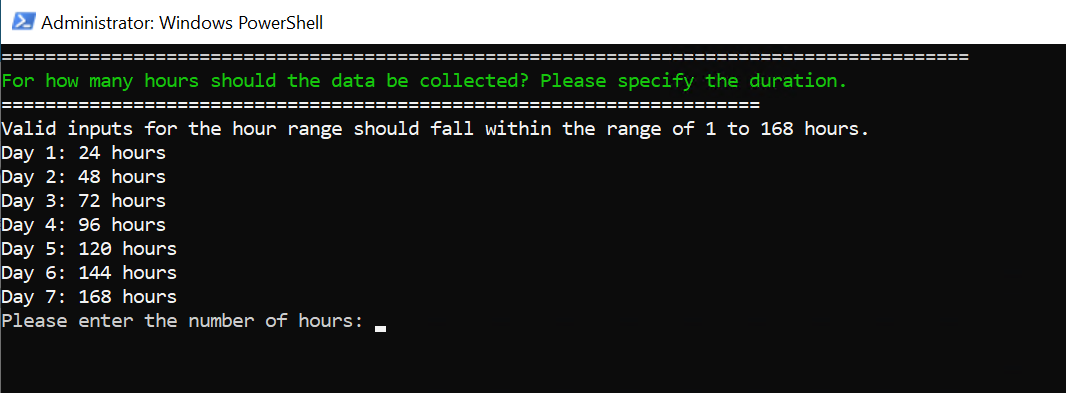 Administrator: Windows PowerShell
========================================================================================
For how many hours should the data be collected? Please specify the duration.
=====================================================================
Valid inputs for the hour range should fall within the range of 1 to 168 hours.
Day 1: 24 hours
Day 2: 48 hours
Day 3: 72 hours
Day 4: 96 hours
Day 5: 120 hours
Day 6: 144 hours
Day 7: 168 hours
Please enter the number of hours: